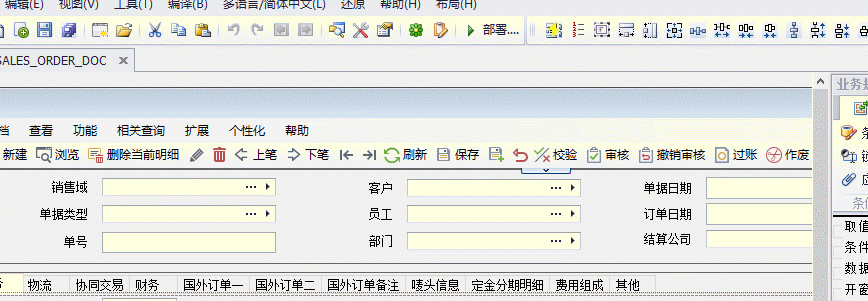 编辑(E) 视图(V) 工具(T) 编译(B) 多语言/简体中文(L) 还原 帮助(H) 布局(H)
部署....
SALES_ORDER_DOC
业务
档 查看 功能 相关查询 扩展 个性化 帮助
新建 浏览 删除当前明细 上笔 下笔 刷新 保存 校验 审核 撤销审核 过账 作废
销售域 客户 单据日期
单据类型 员工 订单日期
单号 部门 结算公司
条件
取值
条件
数据
开窗
物流 协同交易 财务 国外订单一 国外订单二 国外订单备注 唛头信息 定金分期明细 费用组成 其他